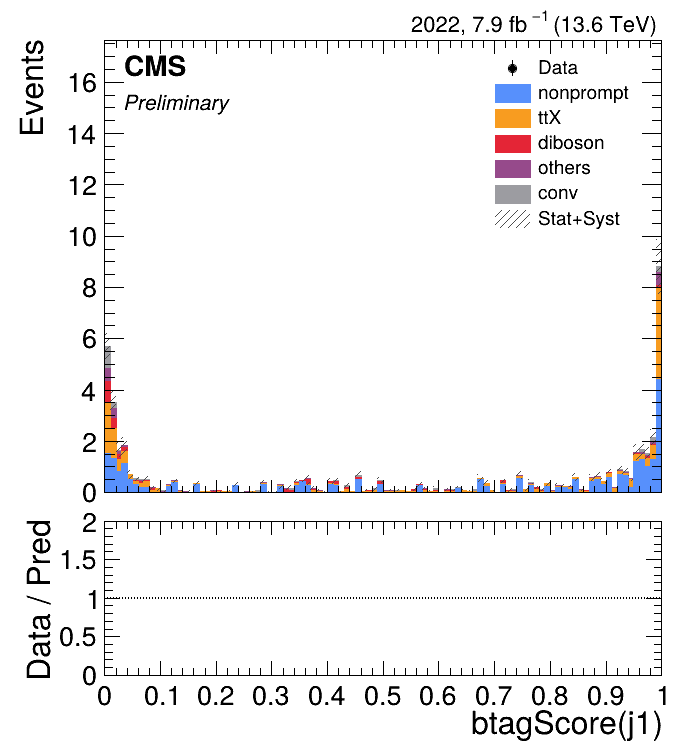 2022, 7.9 fb⁻¹ (13.6 TeV)
CMS
Preliminary
Events
Data
nonprompt
ttX
diboson
others
conv
Stat+Syst
16
14
12
10
8
6
4
2
0
Data / Pred
2
1.5
1
0.5
0
0 0.1 0.2 0.3 0.4 0.5 0.6 0.7 0.8 0.9 1
btagScore(j1)